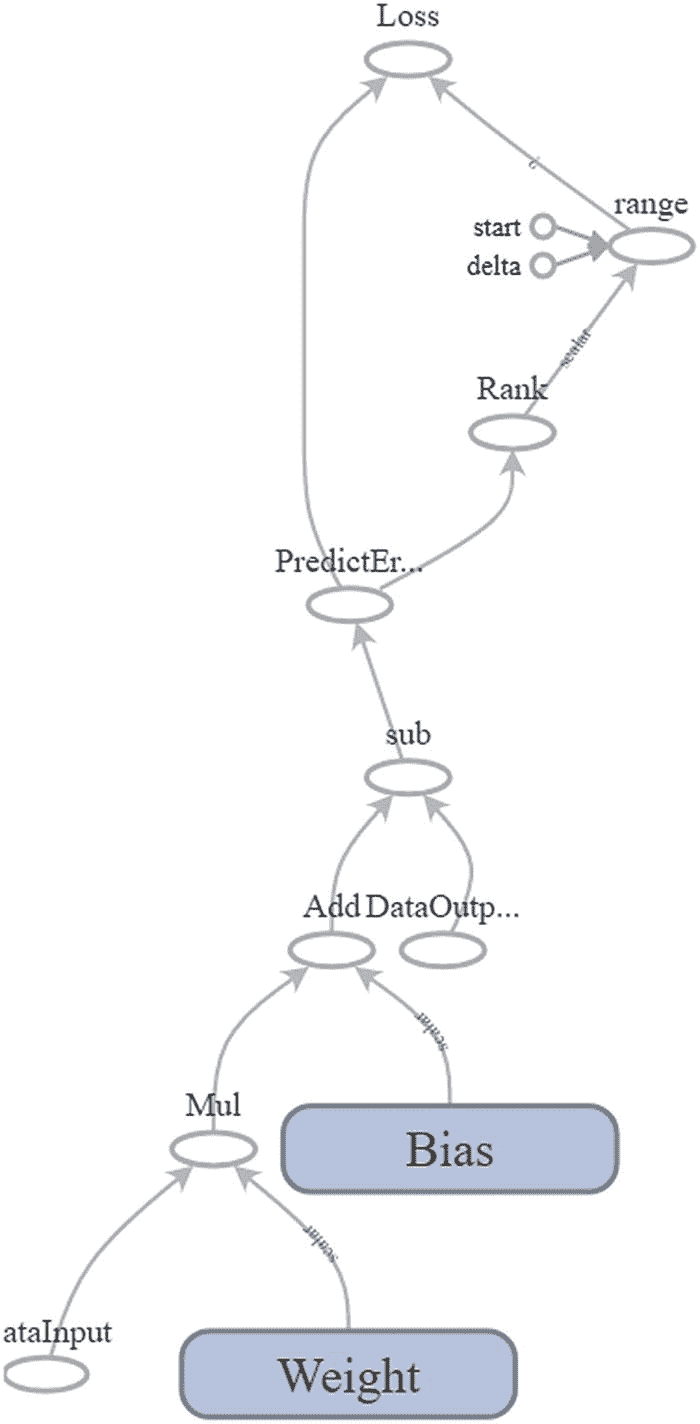 Loss
range
start
delta
scalar
Rank
PredictEr...
sub
Add DataOutp...
scalar
Mul
Bias
scalar
ataInput
Weight